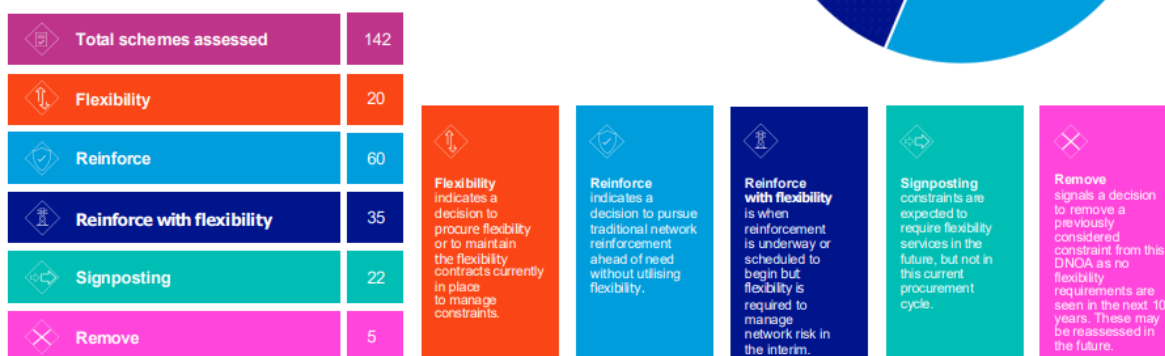 Total schemes assessed 142
Flexibility 20
Reinforce 60
Reinforce with flexibility 35
Signposting 22
Remove 5
Flexibility
indicates a
decision to
procure flexibility
or to maintain
the flexibility
contracts currently
in place
to manage
constraints.
Reinforce
indicates a
decision to pursue
traditional network
reinforcement
ahead of need
without utilising
flexibility.
Reinforce
with flexibility
is when
reinforcement
is underway or
scheduled to
begin but
flexibility is
required to
manage
network risk in
the interim.
Signposting
constraints are
expected to
require flexibility
services in the
future, but not in
this current
procurement
cycle.
Remove
signals a decision
to remove a
previously
considered
constraint from this
DNOA as no
flexibility
requirements are
seen in the next 10
years. These may
be reassessed in
the future.